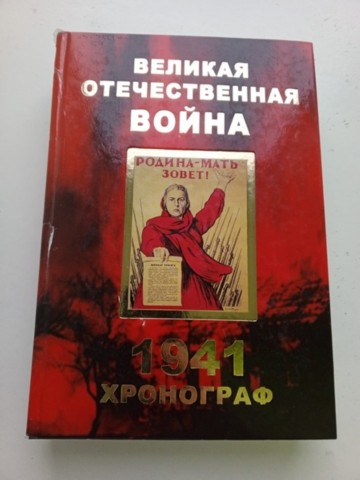 ВЕЛИКАЯ
ОТЕЧЕСТВЕННАЯ
ВОЙНА
РОДИНА-МАТЬ
ЗОВЕТ!
1941
ХРОНОГРАФ